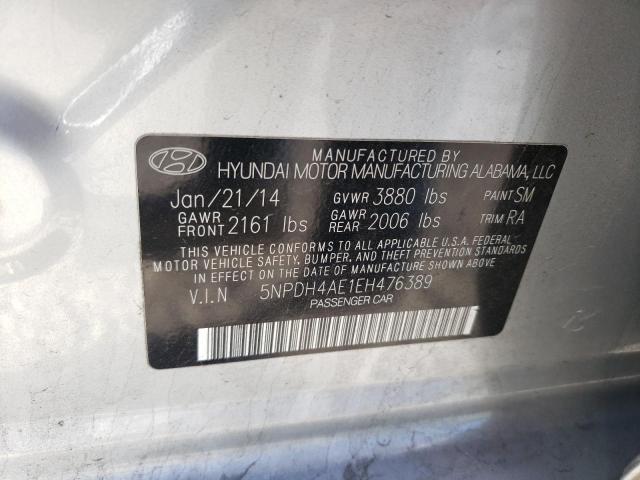 MANUFACTURED BY
HYUNDAI MOTOR MANUFACTURING ALABAMA, LLC
Jan/21/14 GVWR 3880 lbs PAINT SM
GAWR FRONT 2161 lbs GAWR REAR 2006 lbs TRIM RA
THIS VEHICLE CONFORMS TO ALL APPLICABLE U.S.A. FEDERAL
MOTOR VEHICLE SAFETY, BUMPER, AND THEFT PREVENTION STANDARDS
IN EFFECT ON THE DATE OF MANUFACTURE SHOWN ABOVE
V.I.N 5NPDH4AE1EH476389
PASSENGER CAR